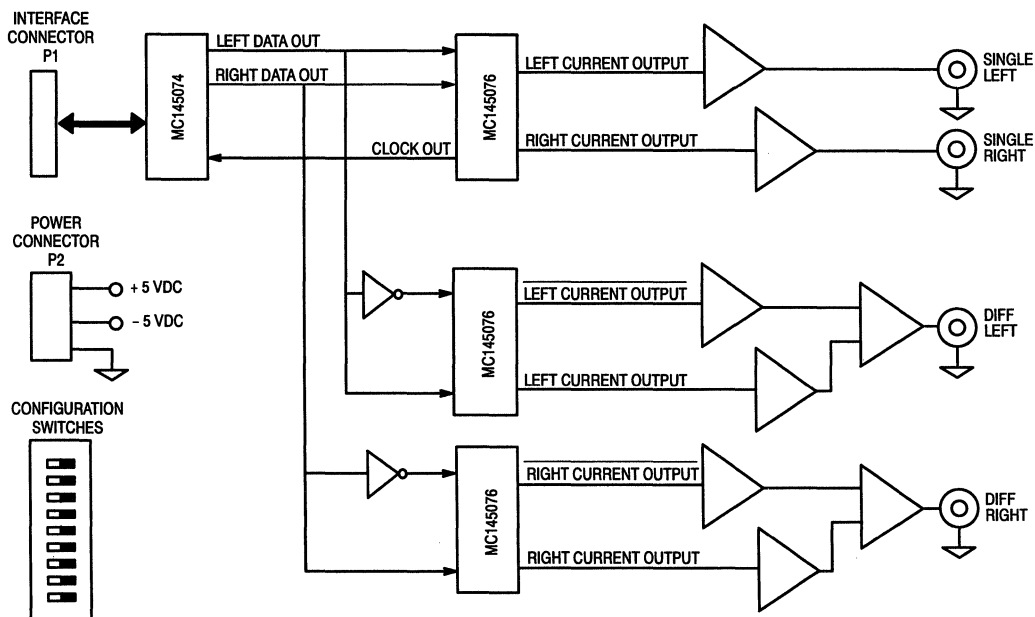 INTERFACE
CONNECTOR
P1
MC145074
LEFT DATA OUT
RIGHT DATA OUT
CLOCK OUT
MC145076
LEFT CURRENT OUTPUT
RIGHT CURRENT OUTPUT
SINGLE
LEFT
SINGLE
RIGHT
POWER
CONNECTOR
P2
+ 5 VDC
– 5 VDC
MC145076
LEFT CURRENT OUTPUT
LEFT CURRENT OUTPUT
DIFF
LEFT
CONFIGURATION
SWITCHES
MC145076
RIGHT CURRENT OUTPUT
RIGHT CURRENT OUTPUT
DIFF
RIGHT